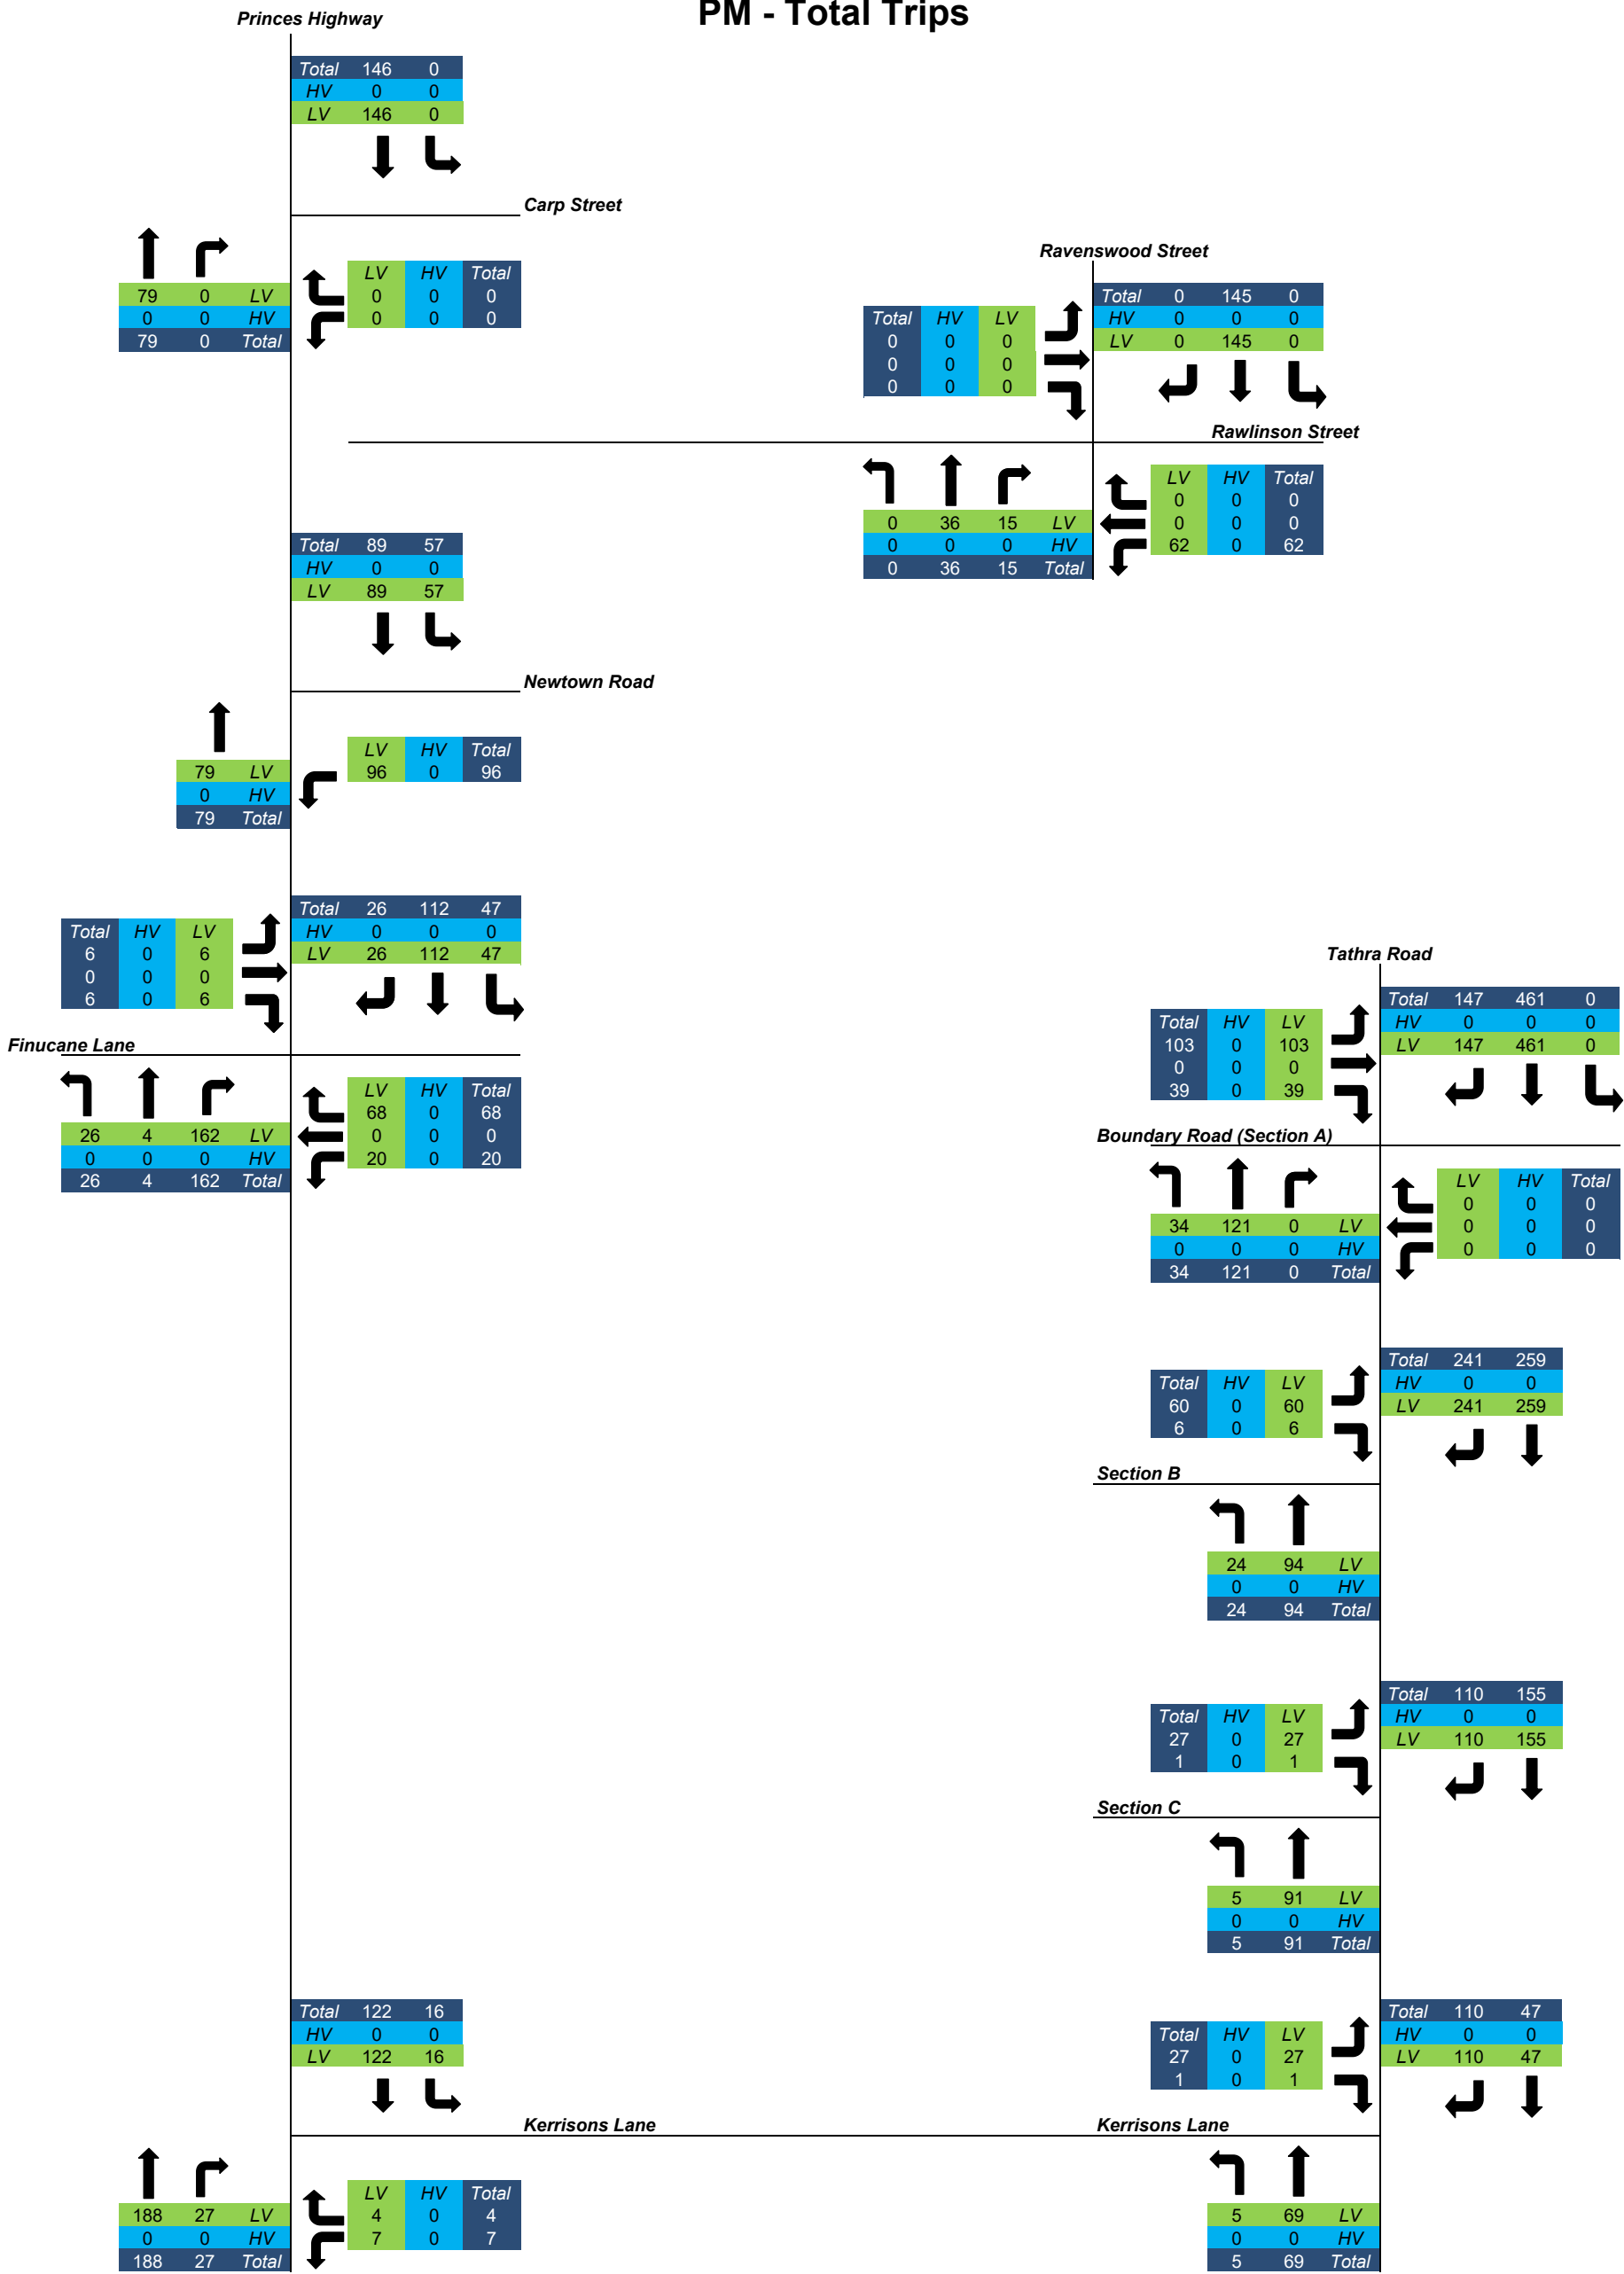 PM - Total Trips
Princes Highway
Total 146 0
HV 0 0
LV 146 0
Carp Street
79 0 LV
0 0 HV
79 0 Total
LV HV Total
0 0 0
0 0 0
Ravenswood Street
Total HV LV
0 0 0
0 0 0
0 0 0
Total 0 145 0
HV 0 0 0
LV 0 145 0
Rawlinson Street
0 36 15 LV
0 0 0 HV
0 36 15 Total
LV HV Total
0 0 0
0 0 0
62 0 62
Total 89 57
HV 0 0
LV 89 57
Newtown Road
79 LV
0 HV
79 Total
LV HV Total
96 0 96
Total HV LV
6 0 6
0 0 0
6 0 6
Total 26 112 47
HV 0 0 0
LV 26 112 47
Finucane Lane
26 4 162 LV
0 0 0 HV
26 4 162 Total
LV HV Total
68 0 68
0 0 0
20 0 20
Tathra Road
Total HV LV
103 0 103
0 0 0
39 0 39
Total 147 461 0
HV 0 0 0
LV 147 461 0
Boundary Road (Section A)
34 121 0 LV
0 0 0 HV
34 121 0 Total
LV HV Total
0 0 0
0 0 0
0 0 0
Total HV LV
60 0 60
6 0 6
Total 241 259
HV 0 0
LV 241 259
Section B
24 94 LV
0 0 HV
24 94 Total
Total HV LV
27 0 27
1 0 1
Total 110 155
HV 0 0
LV 110 155
Section C
5 91 LV
0 0 HV
5 91 Total
Total 122 16
HV 0 0
LV 122 16
Kerrisons Lane
188 27 LV
0 0 HV
188 27 Total
LV HV Total
4 0 4
7 0 7
Total HV LV
27 0 27
1 0 1
Total 110 47
HV 0 0
LV 110 47
Kerrisons Lane
5 69 LV
0 0 HV
5 69 Total